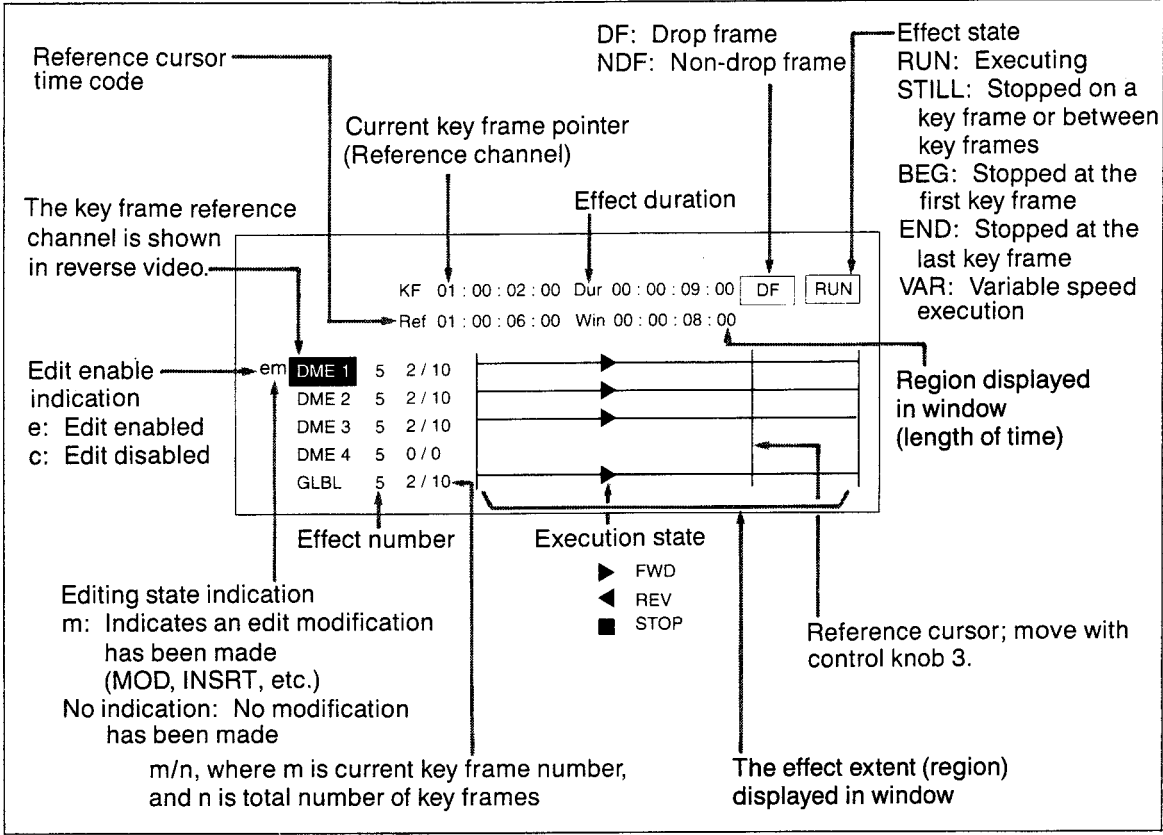 Reference cursor
time code
DF: Drop frame
NDF: Non-drop frame
Effect state
RUN: Executing
STILL: Stopped on a
key frame or between
key frames
BEG: Stopped at the
first key frame
END: Stopped at the
last key frame
VAR: Variable speed
execution
Current key frame pointer
(Reference channel)
Effect duration
The key frame reference
channel is shown
in reverse video.
KF 01 : 00 : 02 : 00 Dur 00 : 00 : 09 : 00 DF RUN
Ref 01 : 00 : 06 : 00 Win 00 : 00 : 08 : 00
Edit enable
indication
e: Edit enabled
c: Edit disabled
em DME 1 5 2 / 10
DME 2 5 2 / 10
DME 3 5 2 / 10
DME 4 5 0 / 0
GLBL 5 2 / 10
Region displayed
in window
(length of time)
Effect number
Execution state
FWD
REV
STOP
Editing state indication
m: Indicates an edit modification
has been made
(MOD, INSRT, etc.)
No indication: No modification
has been made
Reference cursor; move with
control knob 3.
m/n, where m is current key frame number,
and n is total number of key frames
The effect extent (region)
displayed in window